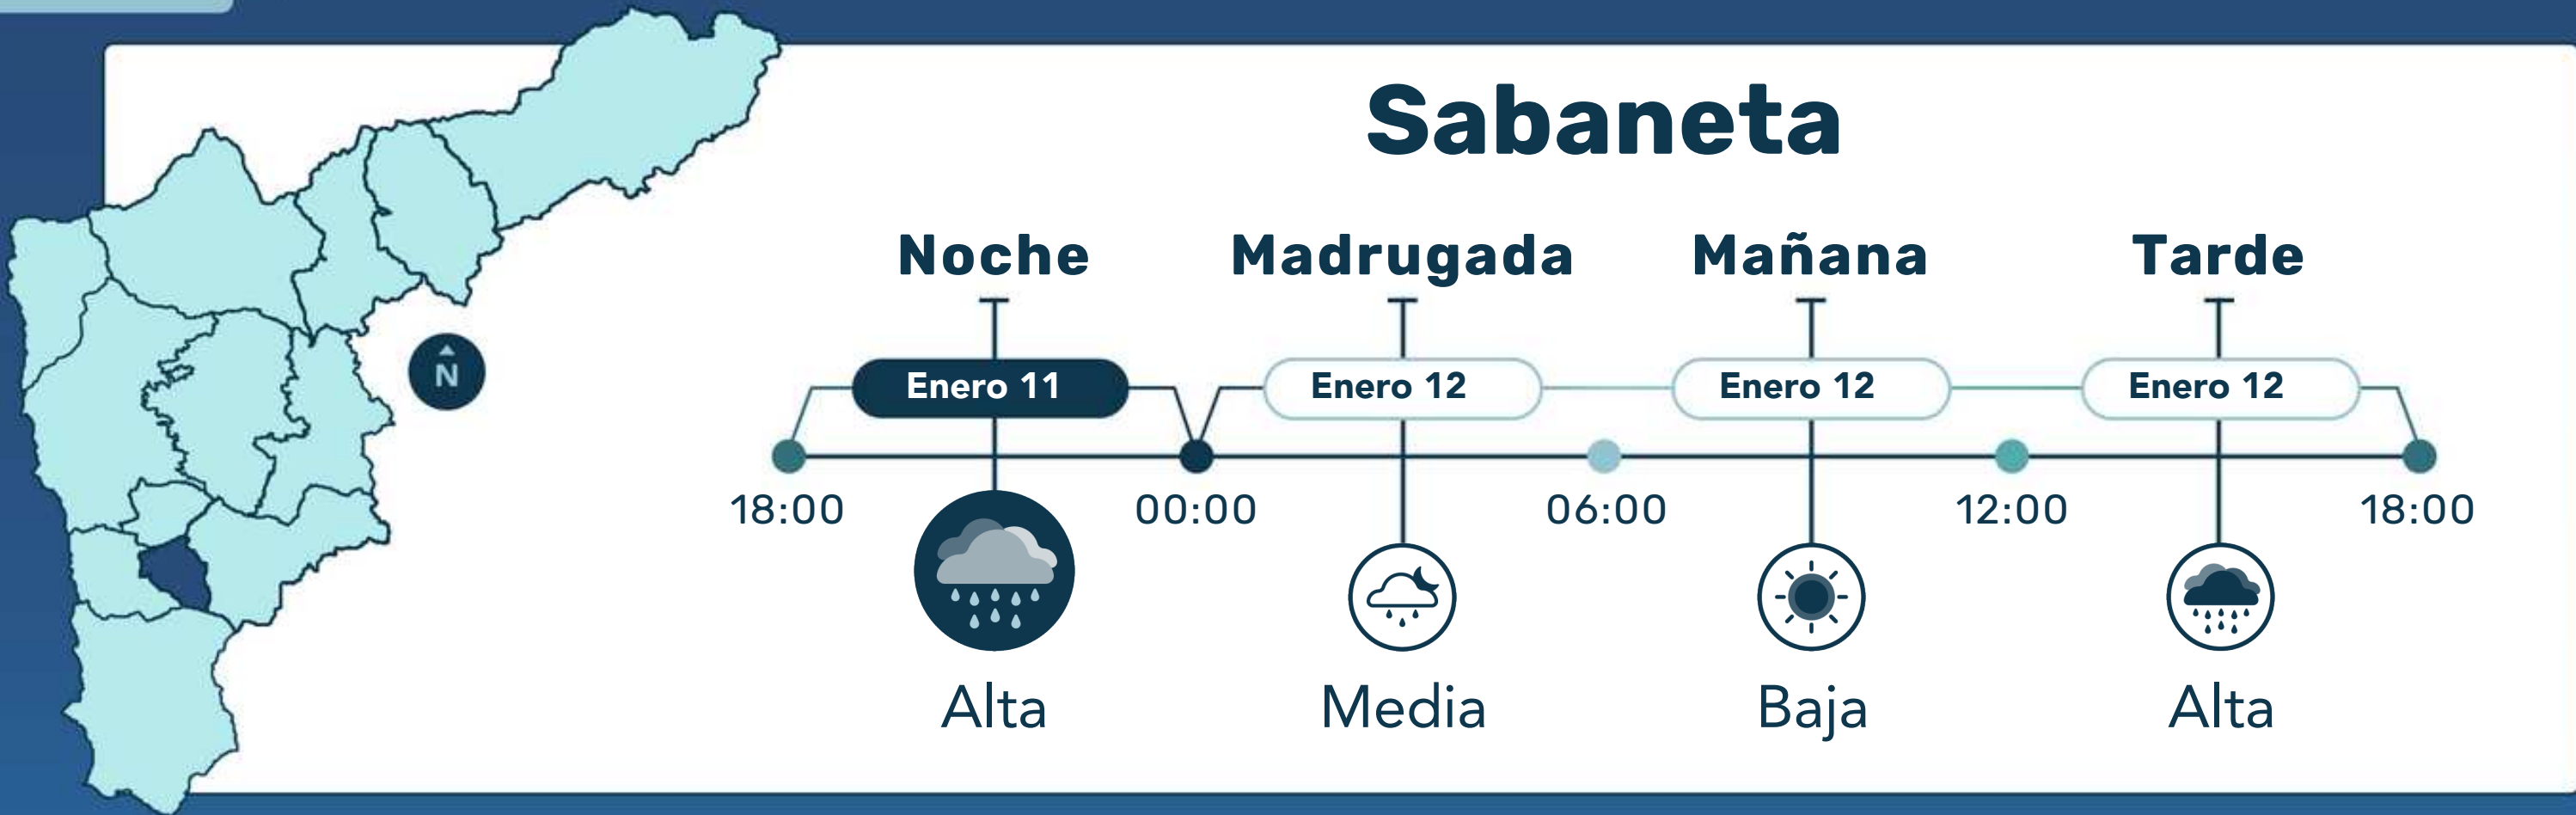 Sabaneta
Noche Madrugada Mañana Tarde
Enero 11 Enero 12 Enero 12 Enero 12
N
18:00 00:00 06:00 12:00 18:00
Alta Media Baja Alta